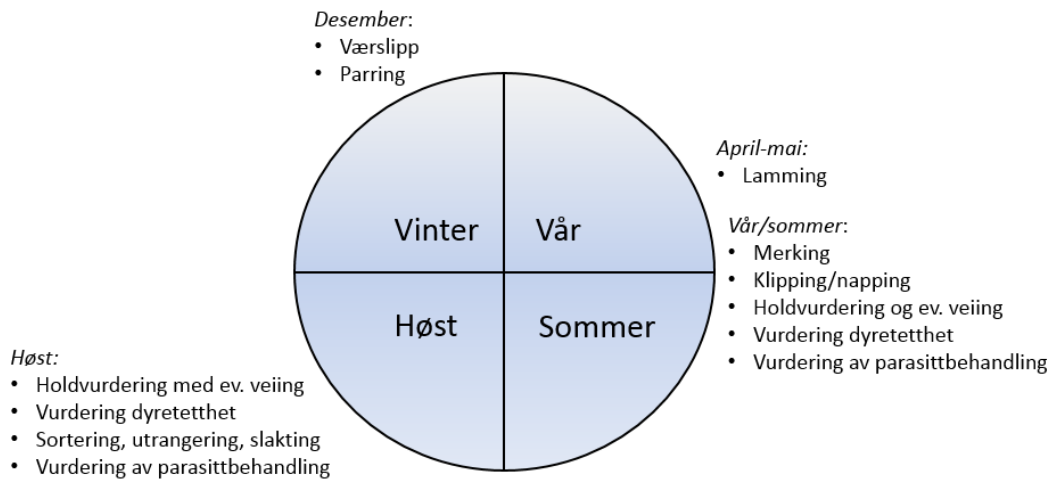 Desember:
• Værslipp
• Parring
April-mai:
• Lamming
Vinter
Vår
Vår/sommer:
• Merking
• Klipping/napping
• Holdvurdering og ev. veiing
• Vurdering dyretetthet
• Vurdering av parasittbehandling
Høst
Sommer
Høst:
• Holdvurdering med ev. veiing
• Vurdering dyretetthet
• Sortering, utrangering, slakting
• Vurdering av parasittbehandling